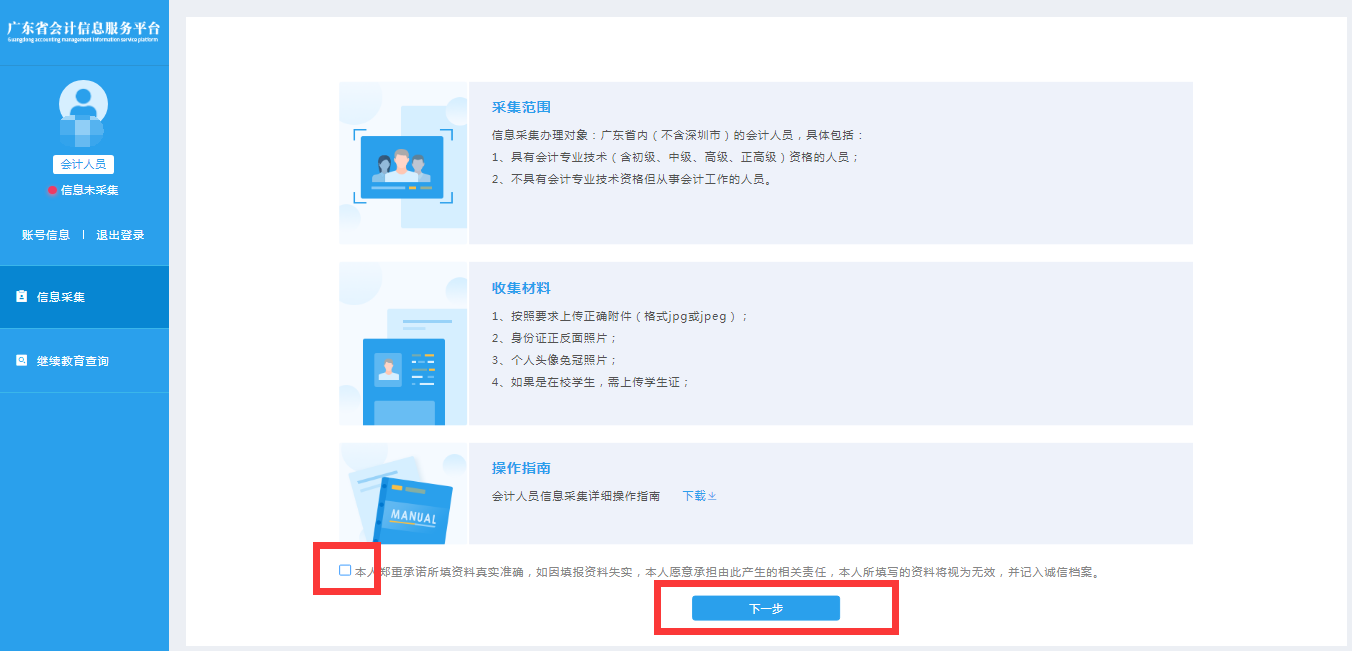 广东省会计信息服务平台
Guangdong accounting management information service platform
会计人员
信息未采集
账号信息 | 退出登录
信息采集
继续教育查询
采集范围
信息采集办理对象：广东省内（不含深圳市）的会计人员，具体包括：
1、具有会计专业技术（含初级、中级、高级、正高级）资格的人员；
2、不具有会计专业技术资格但从事会计工作的人员。
收集材料
1、按照要求上传正确附件（格式jpg或jpeg）；
2、身份证正反面照片；
3、个人头像免冠照片；
4、如果是在校学生，需上传学生证；
MANUAL
操作指南
会计人员信息采集详细操作指南 下载
本人郑重承诺所填资料真实准确，如因填报资料失实，本人愿意承担由此产生的相关责任，本人所填写的资料将视为无效，并记入诚信档案。
下一步